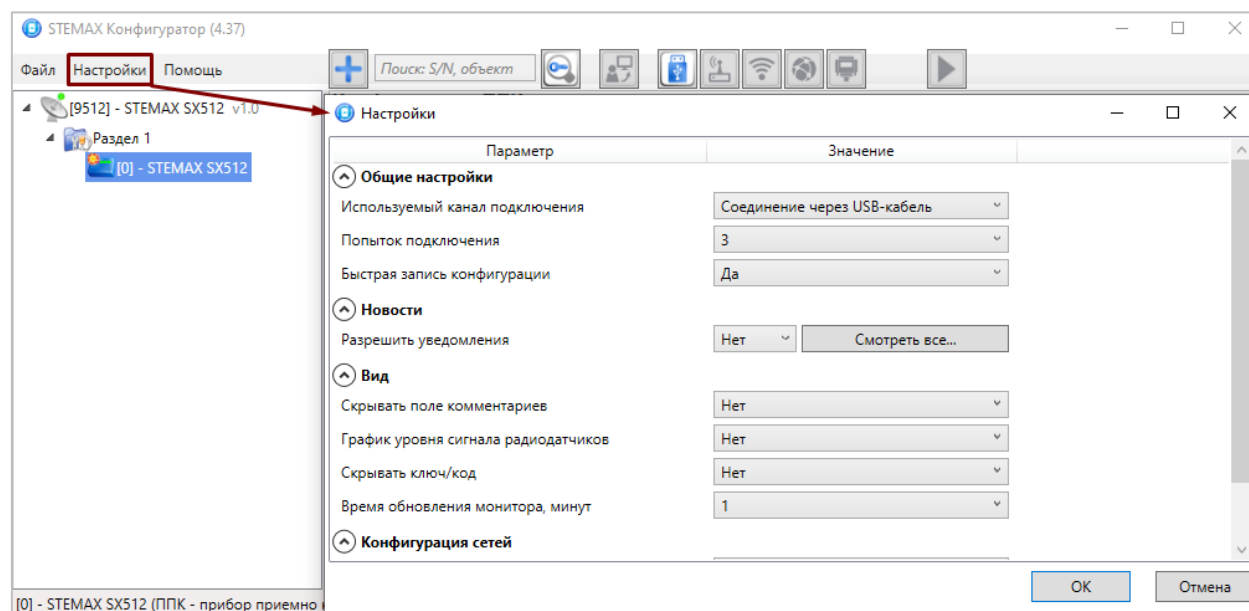 STEMAX Конфигуратор (4.37)
Файл Настройки Помощь Поиск: S/N, объект
[9512] - STEMAX SX512 v1.0
Раздел 1
[0] - STEMAX SX512
Настройки
Параметр Значение
Общие настройки
Используемый канал подключения Соединение через USB-кабель
Попыток подключения 3
Быстрая запись конфигурации Да
Новости
Разрешить уведомления Нет Смотреть все...
Вид
Скрывать поле комментариев Нет
График уровня сигнала радиодатчиков Нет
Скрывать ключ/код Нет
Время обновления монитора, минут 1
Конфигурация сетей
OK Отмена
[0] - STEMAX SX512 (ППК - прибор приемно